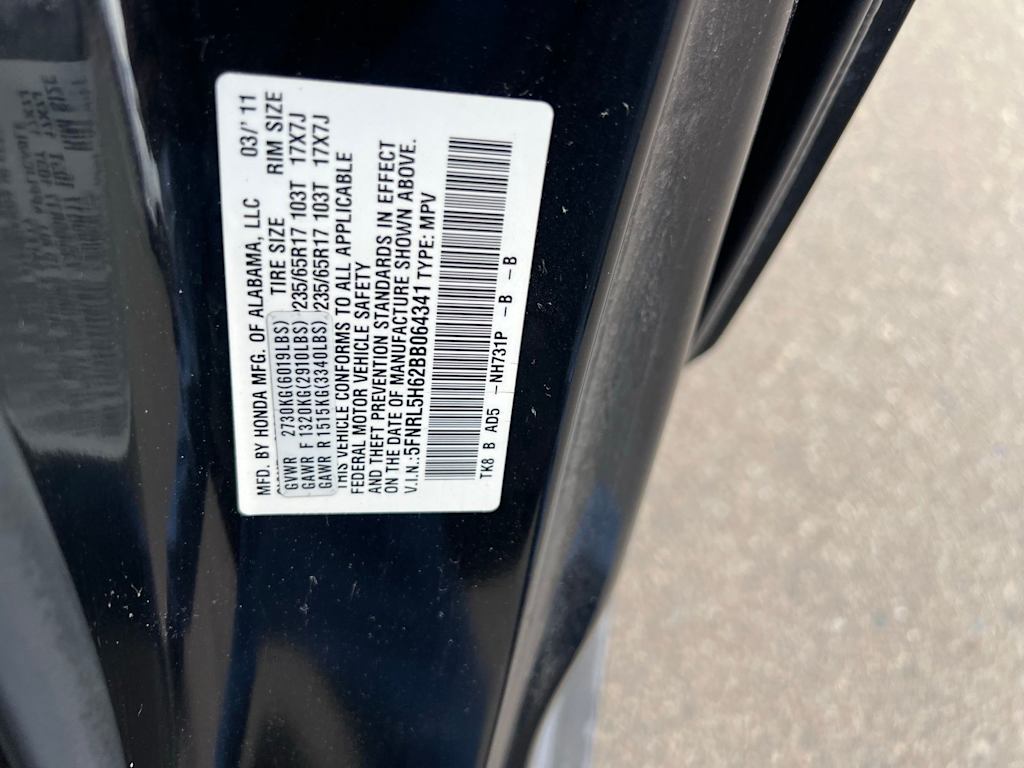 MFD. BY HONDA MFG. OF ALABAMA, LLC 03/'11
TIRE SIZE RIM SIZE
GVWR 2730KG(6019LBS)
GAWR F 1320KG(2910LBS) 235/65R17 103T 17X7J
GAWR R 1515KG(3340LBS) 235/65R17 103T 17X7J
THIS VEHICLE CONFORMS TO ALL APPLICABLE
FEDERAL MOTOR VEHICLE SAFETY
AND THEFT PREVENTION STANDARDS IN EFFECT
ON THE DATE OF MANUFACTURE SHOWN ABOVE.
V.I.N.:5FNRL5H62BB064341 TYPE: MPV
TK8 B AD5 -NH731P -B -B